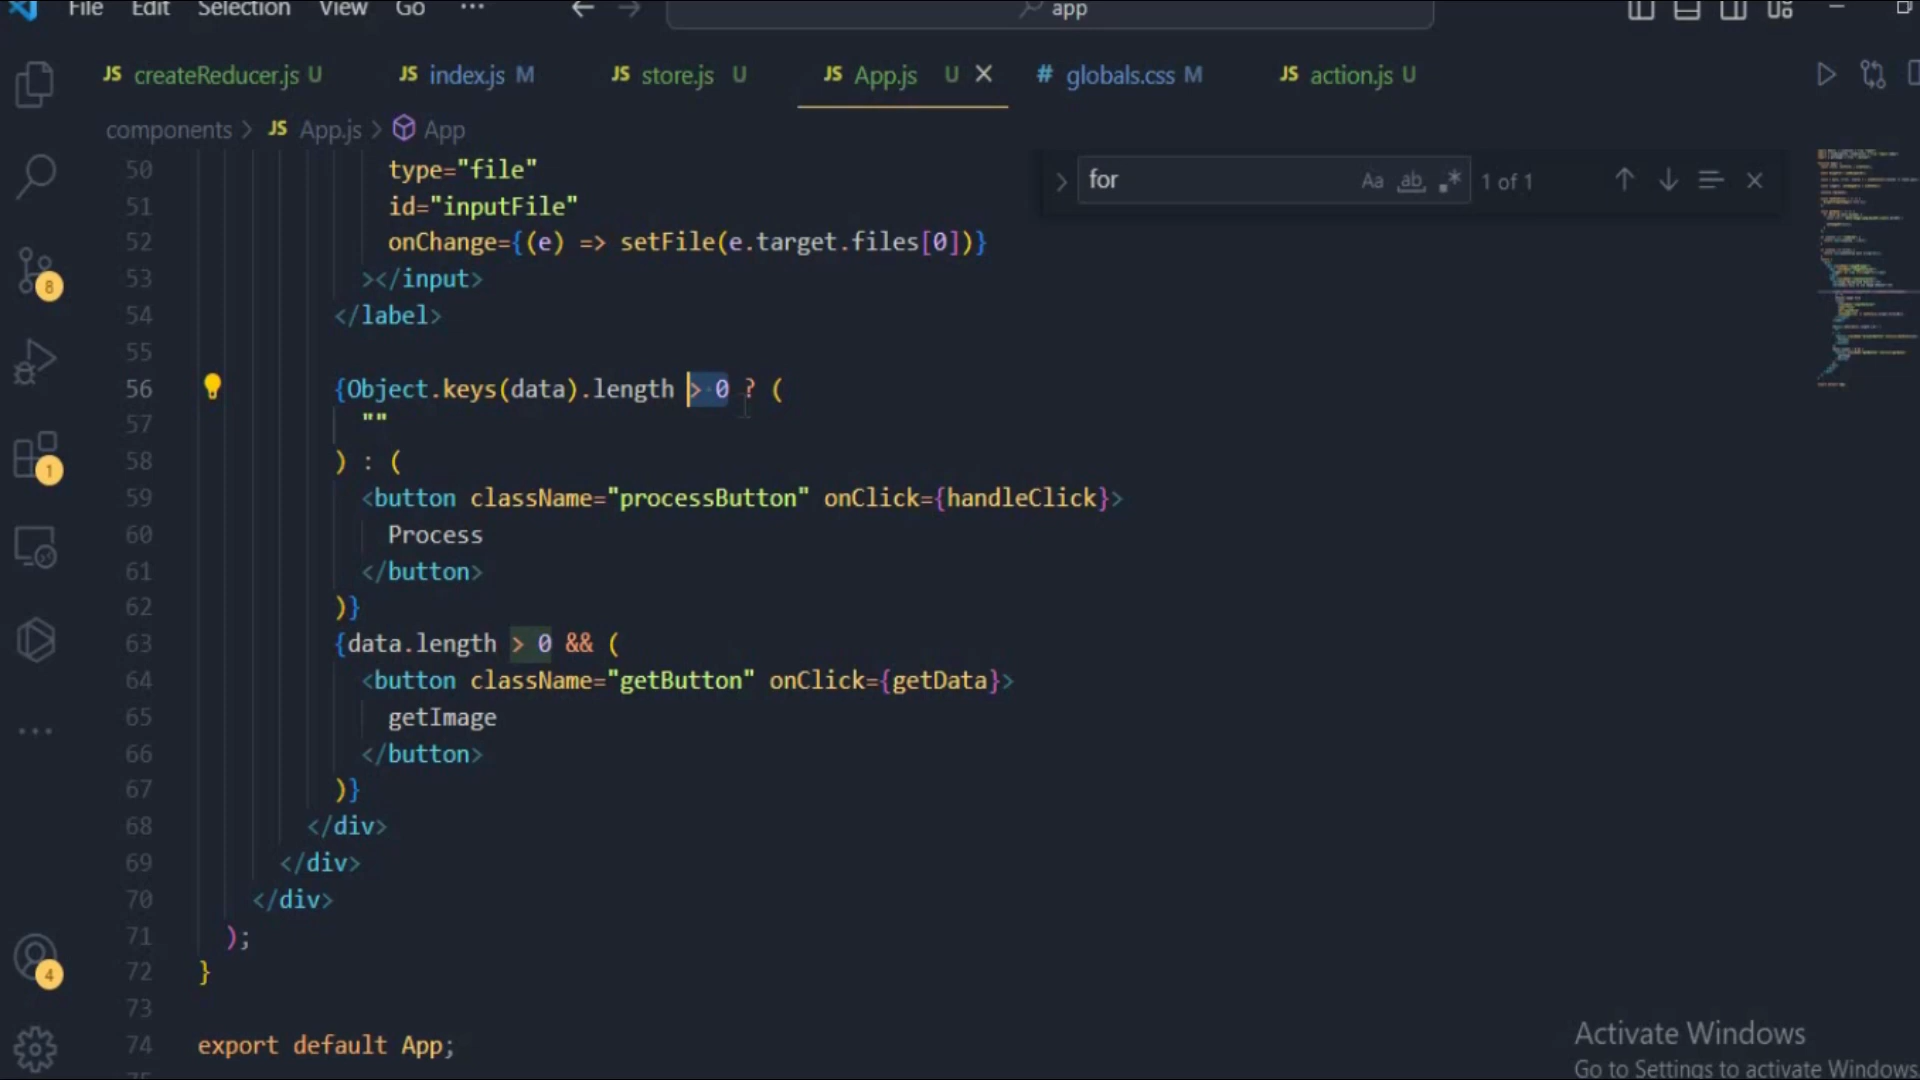 File Edit Selection View Go ... app
JS createReducer.js U JS index.js M JS store.js U JS App.js U # globals.css M JS action.js U
components > JS App.js > App
for Aa ab .* 1 of 1
50 type="file"
51 id="inputFile"
52 onChange={(e) => setFile(e.target.files[0])}
53 ></input>
54 </label>
55
56 {Object.keys(data).length > 0 ? (
57 ""
58 ) : (
59 <button className="processButton" onClick={handleClick}>
60 Process
61 </button>
62 )}
63 {data.length > 0 && (
64 <button className="getButton" onClick={getData}>
65 getImage
66 </button>
67 )}
68 </div>
69 </div>
70 </div>
71 );
72 }
73
74 export default App;
8
1
4
Activate Windows
Go to Settings to activate Windows